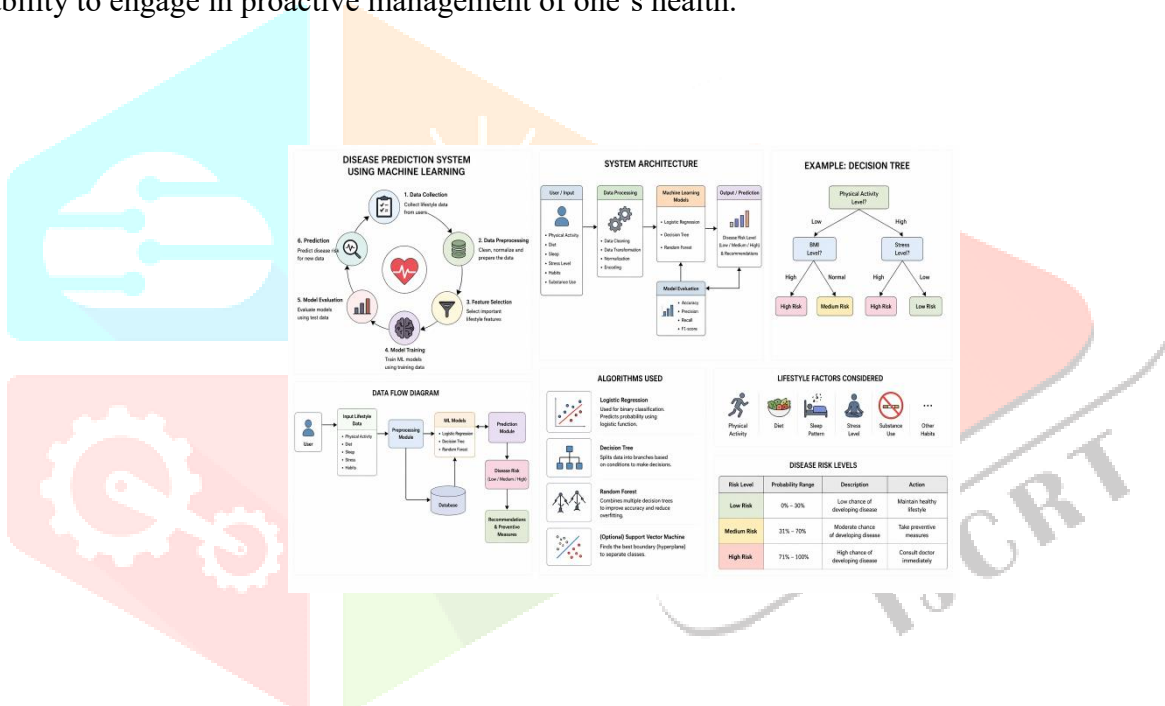 bility to engage in proactive management of one's health.
DISEASE PREDICTION SYSTEM
USING MACHINE LEARNING
1. Data Collection
Collect lifestyle data
from users
2. Data Preprocessing
Clean, normalize and
prepare the data
3. Feature Selection
Select important
lifestyle features
4. Model Training
Train ML models
using training data
5. Model Evaluation
Evaluate models
using test data
6. Prediction
Predict disease risk
for new data
SYSTEM ARCHITECTURE
User / Input
• Physical Activity
• Diet
• Sleep
• Stress Level
• Habits
• Substance Use
Data Processing
• Data Cleaning
• Data Transformation
• Normalization
• Encoding
Machine Learning
Models
• Logistic Regression
• Decision Tree
• Random Forest
Output / Prediction
Disease Risk Level
(Low / Medium / High)
& Recommendations
Model Evaluation
• Accuracy
• Precision
• Recall
• F1-score
EXAMPLE: DECISION TREE
Physical Activity
Level?
Low
High
BMI
Level?
Stress
Level?
High
Normal
High
Low
High Risk
Medium Risk
High Risk
Low Risk
DATA FLOW DIAGRAM
User
Input Lifestyle
Data
• Physical Activity
• Diet
• Sleep
• Stress
• Habits
Preprocessing
Module
ML Models
• Logistic Regression
• Decision Tree
• Random Forest
Prediction
Module
Database
Disease Risk
(Low / Medium / High)
Recommendations
& Preventive
Measures
ALGORITHMS USED
Logistic Regression
Used for binary classification.
Predicts probability using
logistic function.
Decision Tree
Splits data into branches based
on conditions to make decisions.
Random Forest
Combines multiple decision trees
to improve accuracy and reduce
overfitting.
(Optional) Support Vector Machine
Finds the best boundary (hyperplane)
to separate classes.
LIFESTYLE FACTORS CONSIDERED
Physical
Activity
Diet
Sleep
Pattern
Stress
Level
Substance
Use
...
Other
Habits
DISEASE RISK LEVELS
Risk Level Probability Range Description Action
Low Risk 0% – 30% Low chance of developing disease Maintain healthy lifestyle
Medium Risk 31% – 70% Moderate chance of developing disease Take preventive measures
High Risk 71% – 100% High chance of developing disease Consult doctor immediately
IJCRT